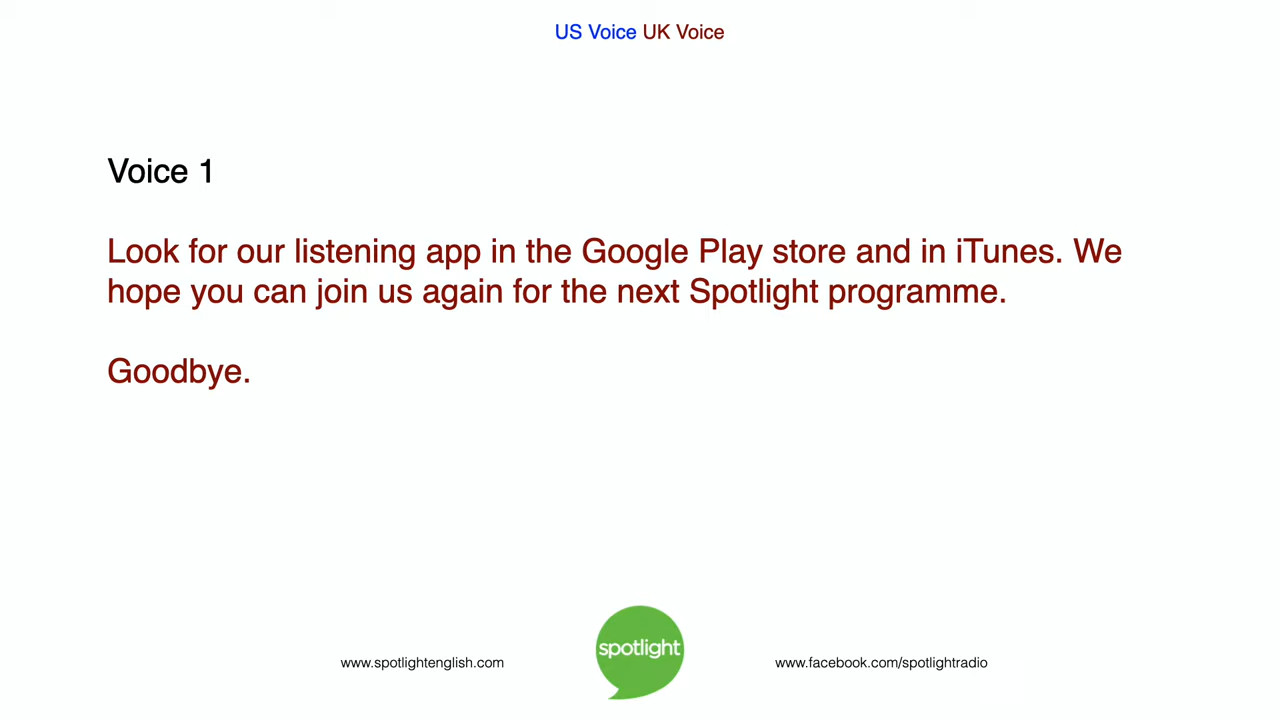 US Voice UK Voice
Voice 1
Look for our listening app in the Google Play store and in iTunes. We
hope you can join us again for the next Spotlight programme.
Goodbye.
www.spotlightenglish.com
spotlight
www.facebook.com/spotlightradio